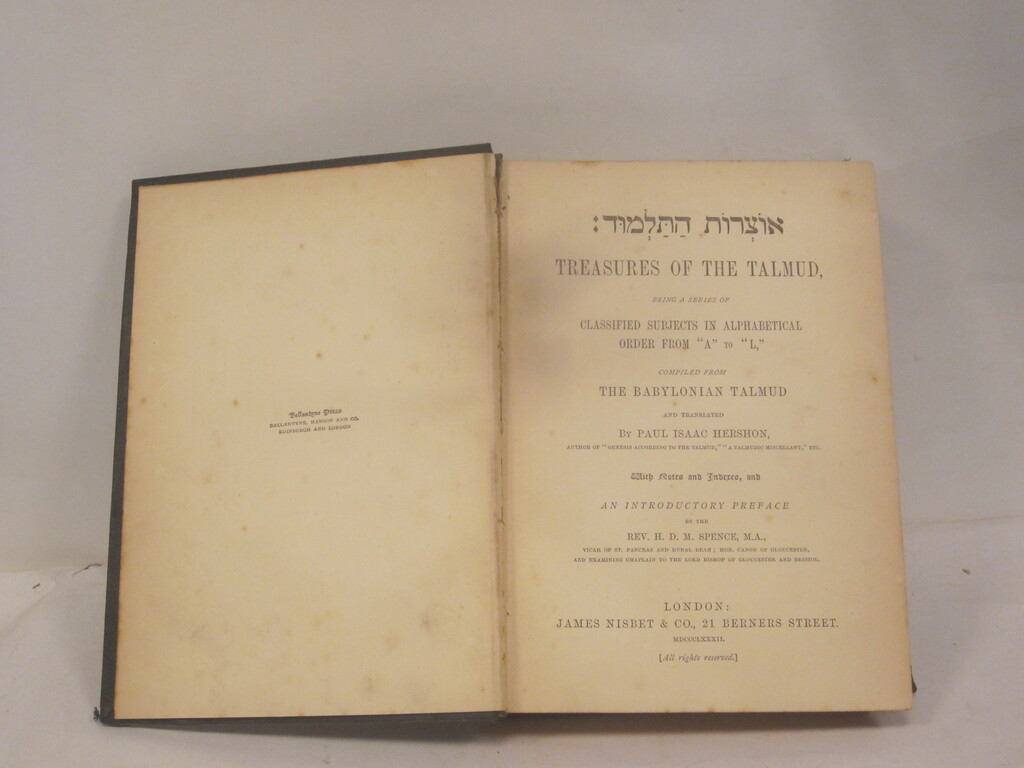 Ballantyne Press
BALLANTYNE, HANSON AND CO.
EDINBURGH AND LONDON
אוֹצְרוֹת הַתַּלְמוּד׃
TREASURES OF THE TALMUD,
BEING A SERIES OF
CLASSIFIED SUBJECTS IN ALPHABETICAL
ORDER FROM “A” TO “L,”
COMPILED FROM
THE BABYLONIAN TALMUD
AND TRANSLATED
BY PAUL ISAAC HERSHON,
AUTHOR OF “GENESIS ACCORDING TO THE TALMUD,” “A TALMUDIC MISCELLANY,” ETC.
With Notes and Indexes, and
AN INTRODUCTORY PREFACE
BY THE
REV. H. D. M. SPENCE, M.A.,
VICAR OF ST. PANCRAS AND RURAL DEAN; HON. CANON OF GLOUCESTER,
AND EXAMINING CHAPLAIN TO THE LORD BISHOP OF GLOUCESTER AND BRISTOL.
LONDON:
JAMES NISBET & CO., 21 BERNERS STREET.
MDCCCLXXXII.
[All rights reserved.]